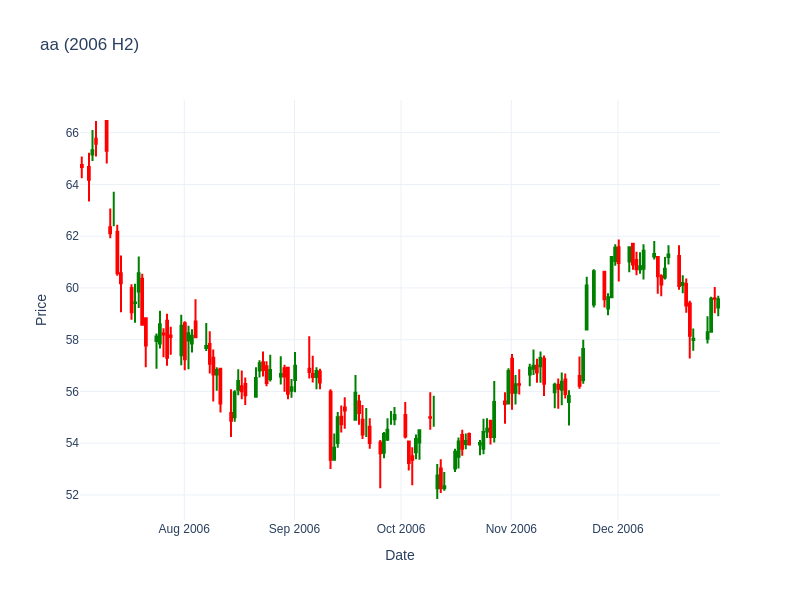 aa (2006 H2)
66
64
62
60
58
56
54
52
Price
Aug 2006
Sep 2006
Oct 2006
Nov 2006
Dec 2006
Date